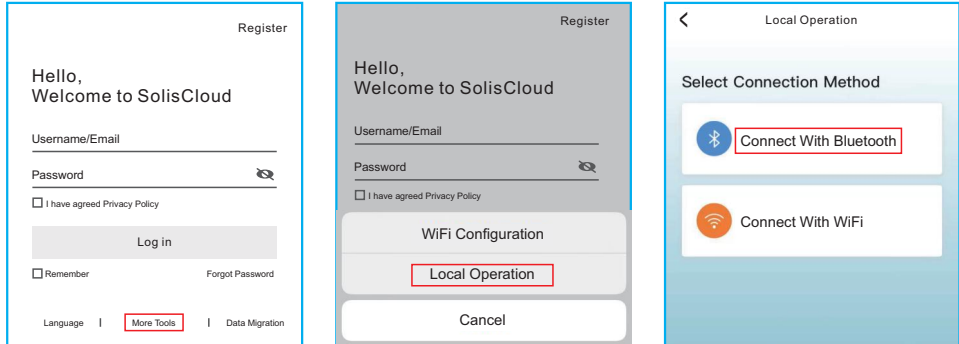 Register
Hello,
Welcome to SolisCloud
Username/Email
Password
I have agreed Privacy Policy
Log in
Remember Forgot Password
Language | More Tools | Data Migration
Register
Hello,
Welcome to SolisCloud
Username/Email
Password
I have agreed Privacy Policy
WiFi Configuration
Local Operation
Cancel
Local Operation
Select Connection Method
Connect With Bluetooth
Connect With WiFi